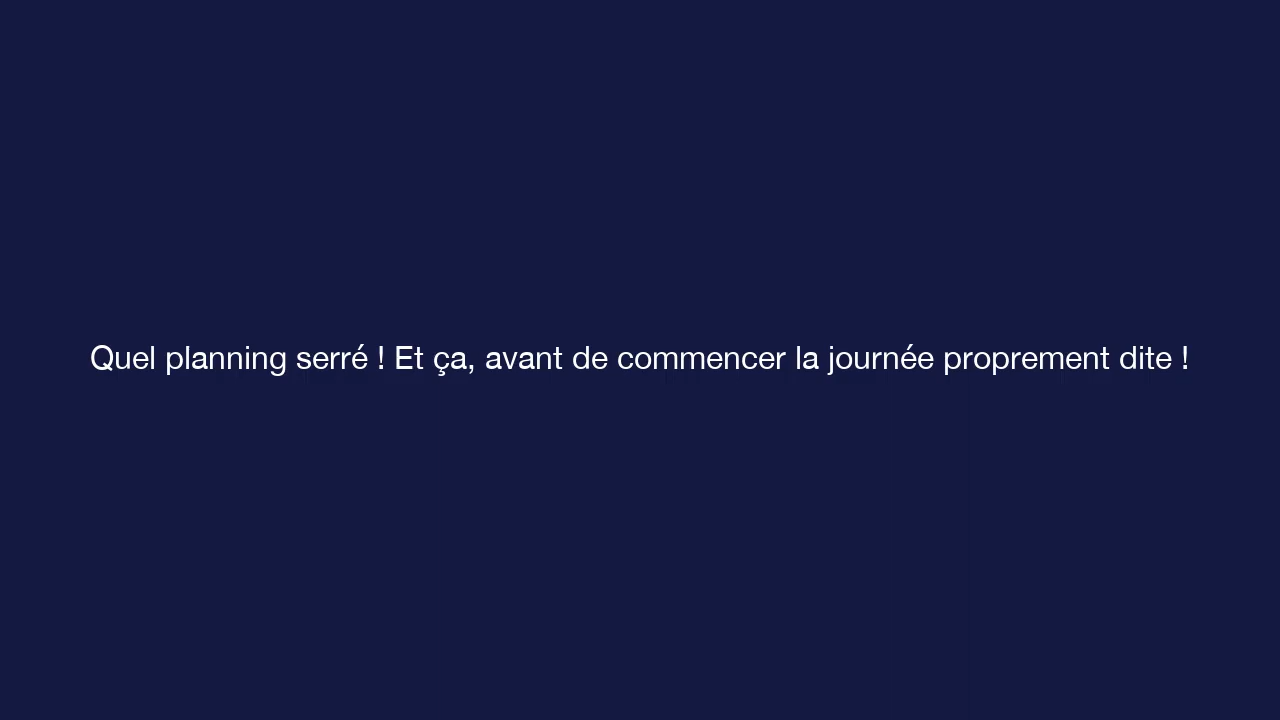 Quel planning serré ! Et ça, avant de commencer la journée proprement dite !